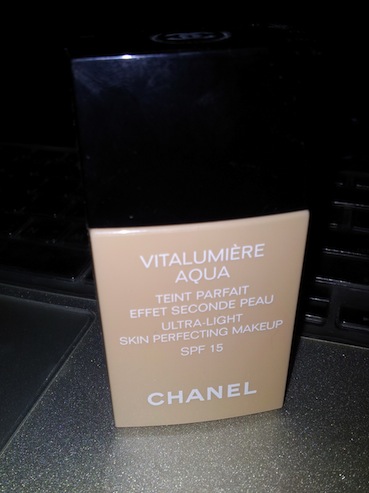 VITALUMIÈRE
AQUA
TEINT PARFAIT
EFFET SECONDE PEAU
ULTRA-LIGHT
SKIN PERFECTING MAKEUP
SPF 15
CHANEL